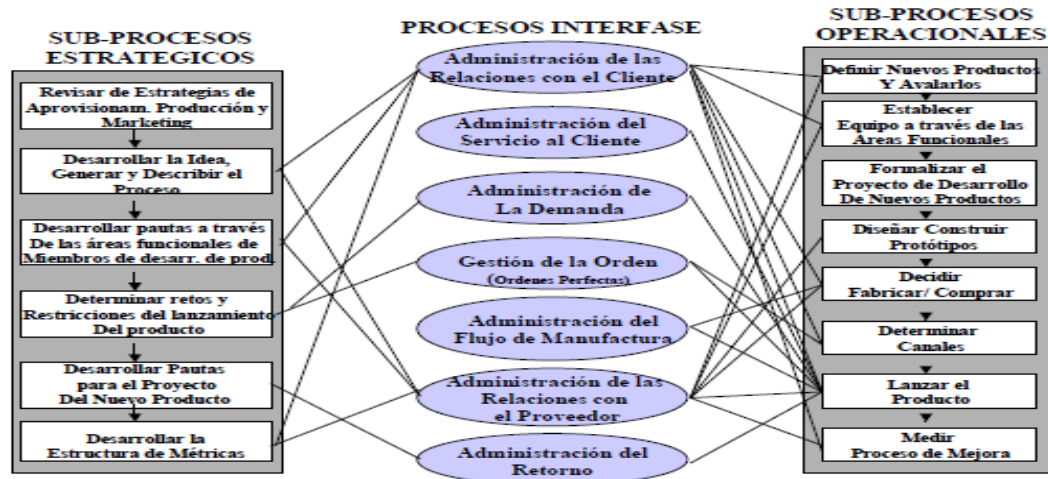 SUB-PROCESOS
ESTRATEGICOS
Revisar de Estrategias de
Aprovisionam. Producción y
Marketing
Desarrollar la Idea,
Generar y Describir el
Proceso
Desarrollar pautas a través
De las áreas funcionales de
Miembros de desarr. de prod.
Determinar retos y
Restricciones del lanzamiento
Del producto
Desarrollar Pautas
para el Proyecto
Del Nuevo Producto
Desarrollar la
Estructura de Métricas
PROCESOS INTERFASE
Administración de las
Relaciones con el Cliente
Administración del
Servicio al Cliente
Administración de
La Demanda
Gestión de la Orden
(Ordenes Perfectas)
Administración del
Flujo de Manufactura
Administración de las
Relaciones con
el Proveedor
Administración del
Retorno
SUB-PROCESOS
OPERACIONALES
Definir Nuevos Productos
Y Avalarlos
Establecer
Equipo a través de las
Áreas Funcionales
Formalizar el
Proyecto de Desarrollo
De Nuevos Productos
Diseñar Construir
Protótipos
Decidir
Fabricar/ Comprar
Determinar
Canales
Lanzar el
Producto
Medir
Proceso de Mejora